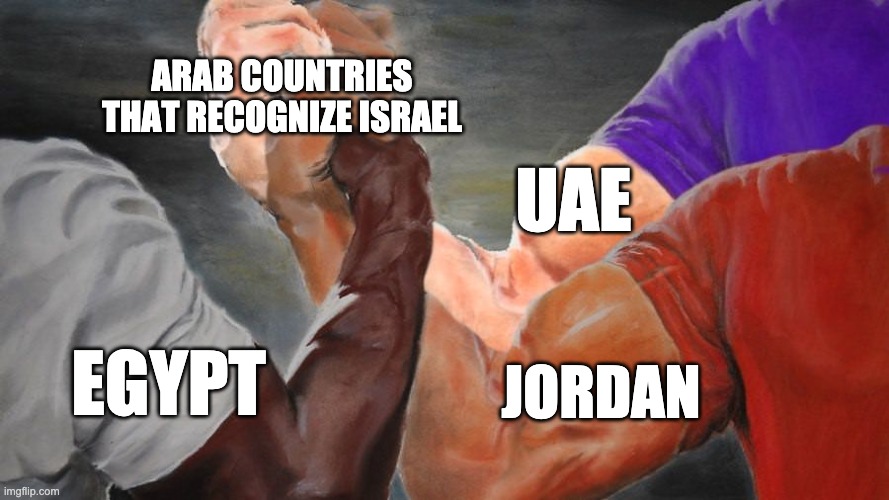 ARAB COUNTRIES
THAT RECOGNIZE ISRAEL
UAE
EGYPT
JORDAN
imgflip.com